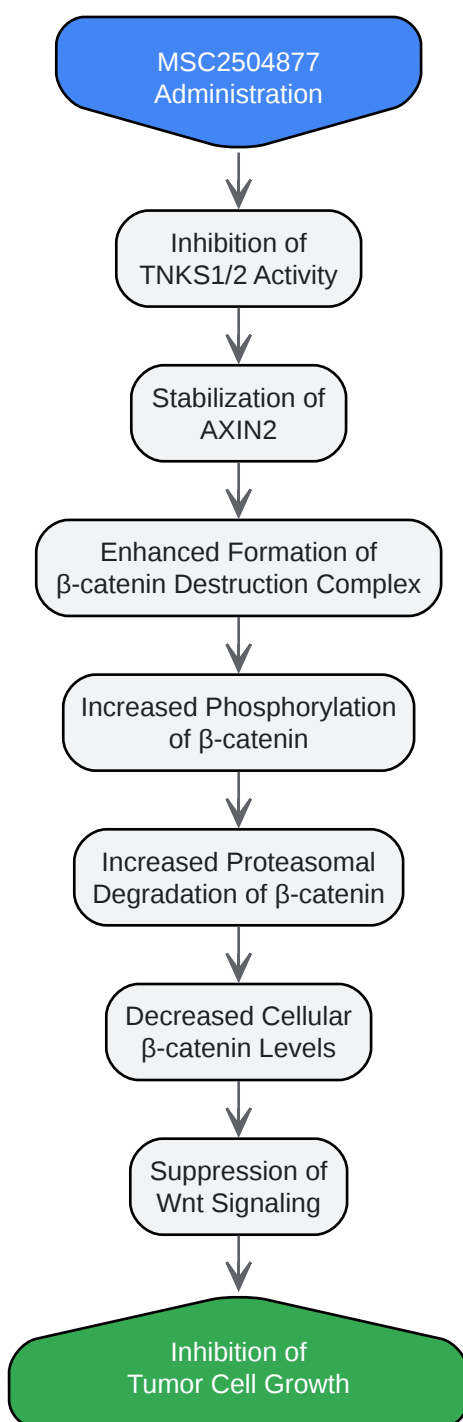 MSC2504877
Administration
Inhibition of
TNKS1/2 Activity
Stabilization of
AXIN2
Enhanced Formation of
β-catenin Destruction Complex
Increased Phosphorylation
of β-catenin
Increased Proteasomal
Degradation of β-catenin
Decreased Cellular
β-catenin Levels
Suppression of
Wnt Signaling
Inhibition of
Tumor Cell Growth